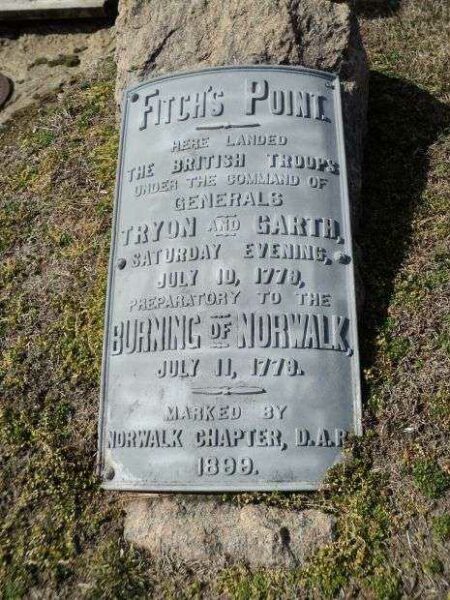 FITCH'S POINT.
HERE LANDED
THE BRITISH TROOPS
UNDER THE COMMAND OF
GENERALS
TRYON AND GARTH,
SATURDAY EVENING,
JULY 10, 1779,
PREPARATORY TO THE
BURNING OF NORWALK,
JULY 11, 1779.
MARKED BY
NORWALK CHAPTER, D.A.R.
1899.